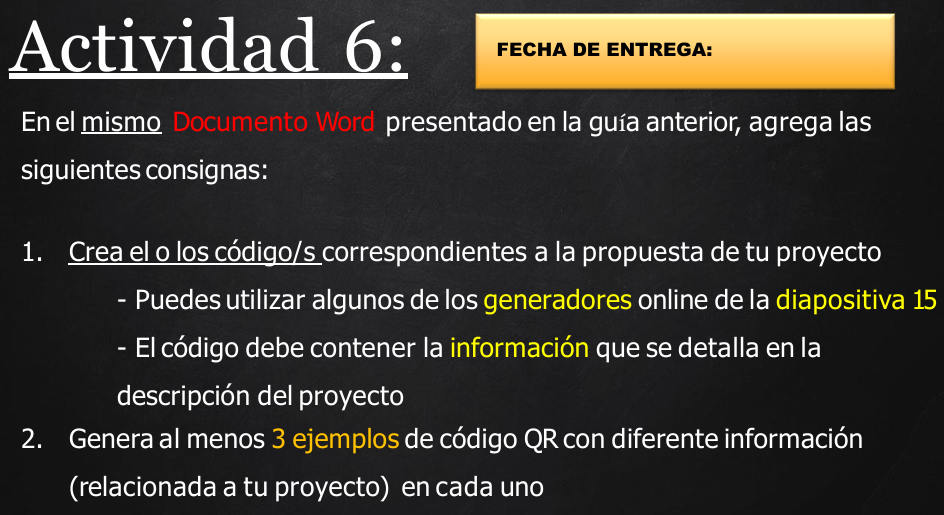 Actividad 6:
FECHA DE ENTREGA:
En el mismo Documento Word presentado en la guía anterior, agrega las
siguientes consignas:
1. Crea el o los código/s correspondientes a la propuesta de tu proyecto
- Puedes utilizar algunos de los generadores online de la diapositiva 15
- El código debe contener la información que se detalla en la
descripción del proyecto
2. Genera al menos 3 ejemplos de código QR con diferente información
(relacionada a tu proyecto) en cada uno